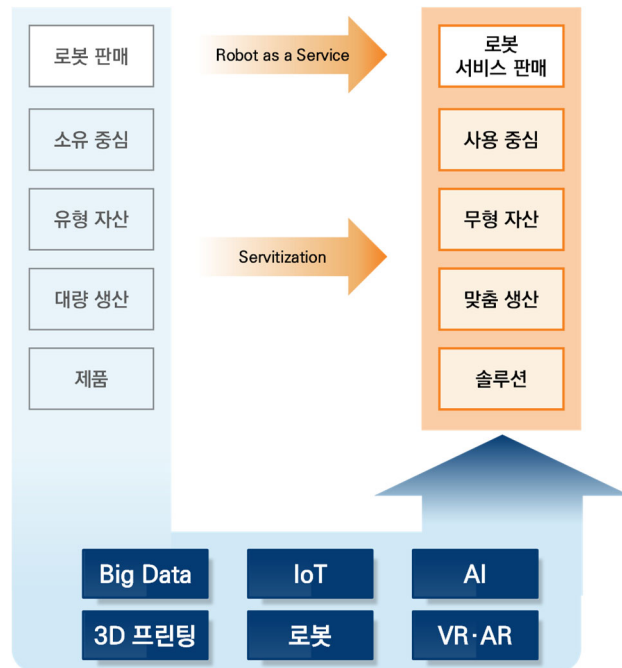 로봇 판매
Robot as a Service
로봇
서비스 판매
소유 중심
사용 중심
유형 자산
Servitization
무형 자산
대량 생산
맞춤 생산
제품
솔루션
Big Data
IoT
AI
3D 프린팅
로봇
VR·AR